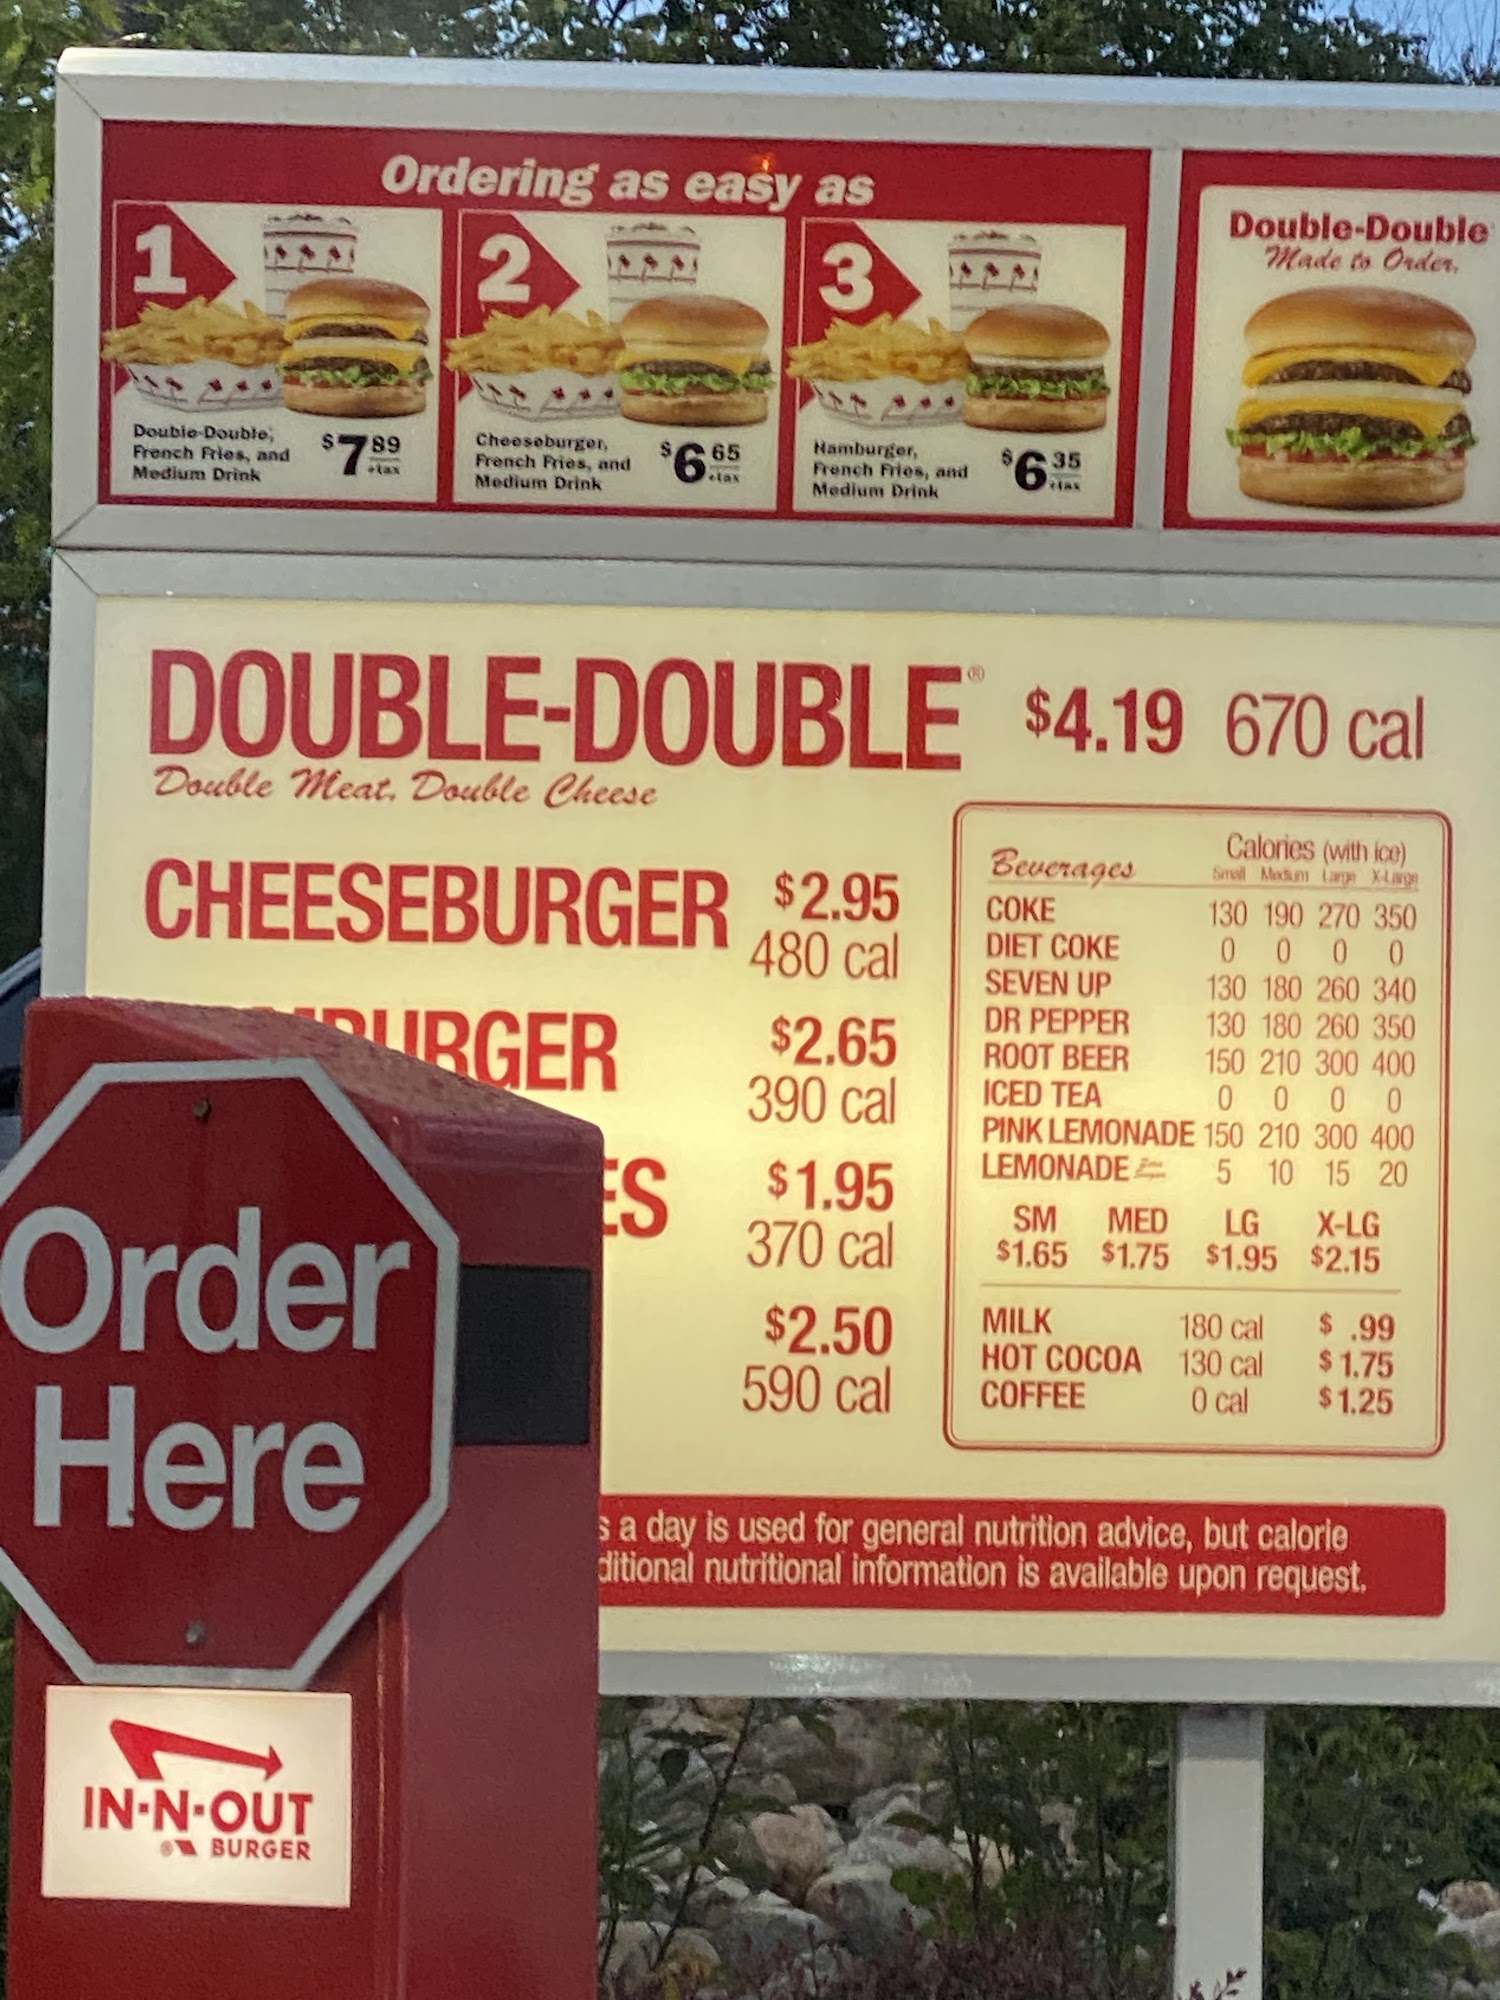 Ordering as easy as
1
Double-Double,
French Fries, and
Medium Drink
$7 89
+tax
2
Cheeseburger,
French Fries, and
Medium Drink
$6 65
+tax
3
Hamburger,
French Fries, and
Medium Drink
$6 35
+tax
Double-Double
Made to Order.
DOUBLE-DOUBLE® $4.19 670 cal
Double Meat, Double Cheese
CHEESEBURGER $2.95
480 cal
BURGER $2.65
390 cal
ES $1.95
370 cal
$2.50
590 cal
Beverages Calories (with ice)
Small Medium Large X-Large
COKE 130 190 270 350
DIET COKE 0 0 0 0
SEVEN UP 130 180 260 340
DR PEPPER 130 180 260 350
ROOT BEER 150 210 300 400
ICED TEA 0 0 0 0
PINK LEMONADE 150 210 300 400
LEMONADE 5 10 15 20
SM MED LG X-LG
$1.65 $1.75 $1.95 $2.15
MILK 180 cal $ .99
HOT COCOA 130 cal $1.75
COFFEE 0 cal $1.25
s a day is used for general nutrition advice, but calorie
ditional nutritional information is available upon request.
Order
Here
IN-N-OUT
BURGER